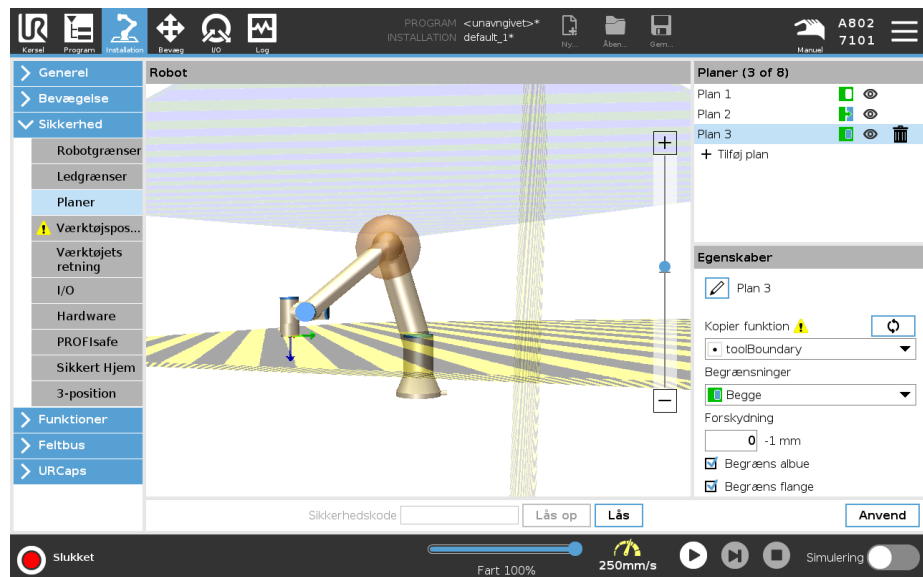 PROGRAM <unavngivet>*
INSTALLATION default_1*
Ny...
Åben...
Gem...
Kørsel
Program
Installation
Bevæg
I/O
Log
Manuel
A802
7101
Generel
Bevægelse
Sikkerhed
Robotgrænser
Ledgrænser
Planer
Værktøjspos...
Værktøjets
retning
I/O
Hardware
PROFIsafe
Sikkert Hjem
3-position
Funktioner
Feltbus
URCaps
Robot
Planer (3 of 8)
Plan 1
Plan 2
Plan 3
+ Tilføj plan
Egenskaber
Plan 3
Kopier funktion
toolBoundary
Begrænsninger
Begge
Forskydning
0 -1 mm
Begræns albue
Begræns flange
Sikkerhedskode
Lås op
Lås
Anvend
Slukket
Fart 100%
250mm/s
Simulering